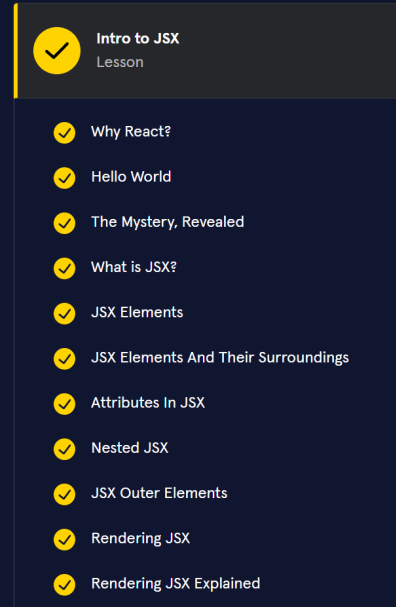 Intro to JSX
Lesson
Why React?
Hello World
The Mystery, Revealed
What is JSX?
JSX Elements
JSX Elements And Their Surroundings
Attributes In JSX
Nested JSX
JSX Outer Elements
Rendering JSX
Rendering JSX Explained